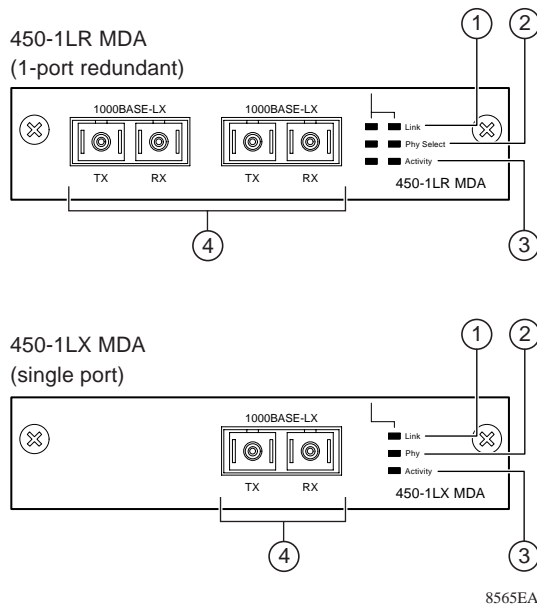 450-1LR MDA
(1-port redundant)
1
2
1000BASE-LX
1000BASE-LX
Link
Phy Select
Activity
TX
RX
TX
RX
450-1LR MDA
4
3
450-1LX MDA
(single port)
1
2
1000BASE-LX
Link
Phy
Activity
TX
RX
450-1LX MDA
4
3
8565EA